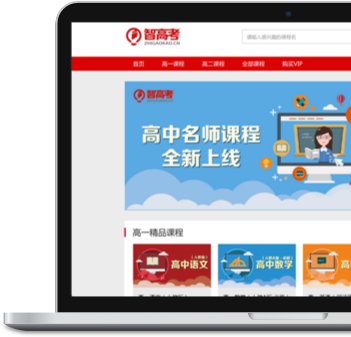 智高考
ZHIGAOKAO.CN
请输入感兴趣的课程名
首页 高一课程 高二课程 全部课程 购买VIP
智高考
高中名师课程
全新上线
高一精品课程
高中语文
高中数学